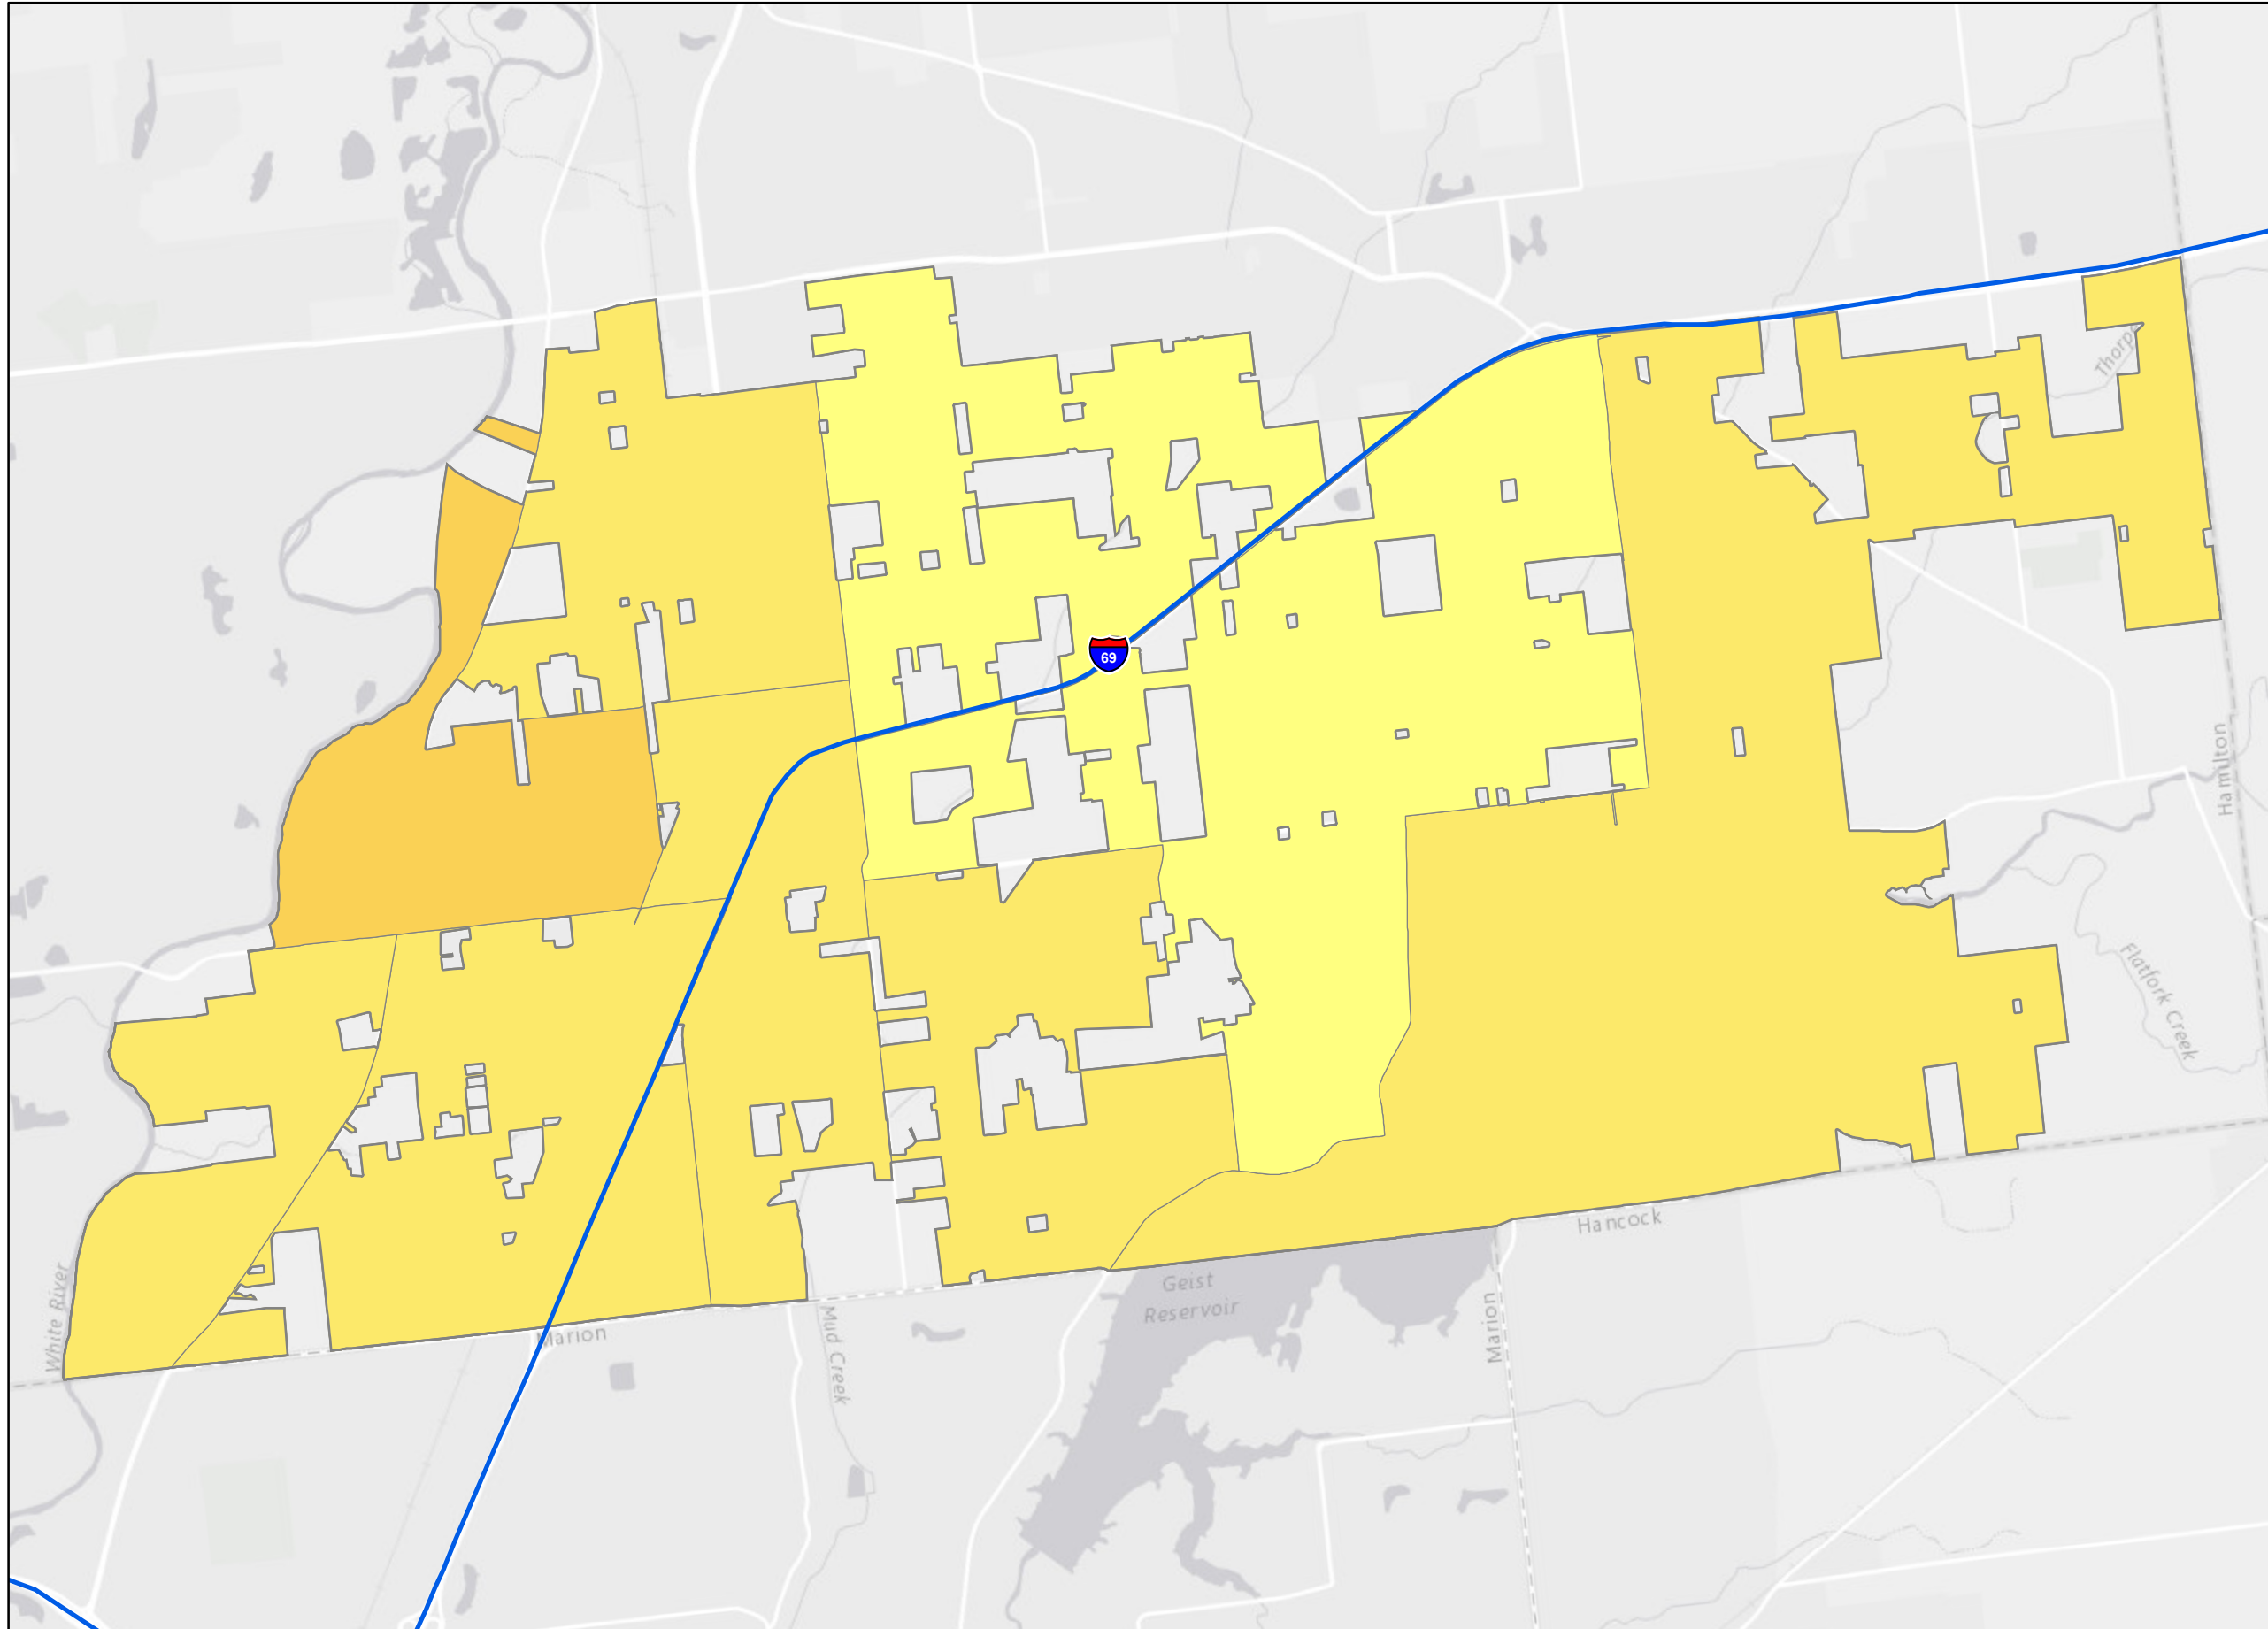 Thorpe
69
Hamilton
Flatfork Creek
Hancock
Geist
Reservoir
Marion
White River
Marion
Mud Creek